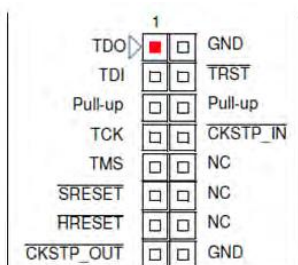 1
TDO GND
TDI TRST
Pull-up Pull-up
TCK CKSTP_IN
TMS NC
SRESET NC
HRESET NC
CKSTP_OUT GND